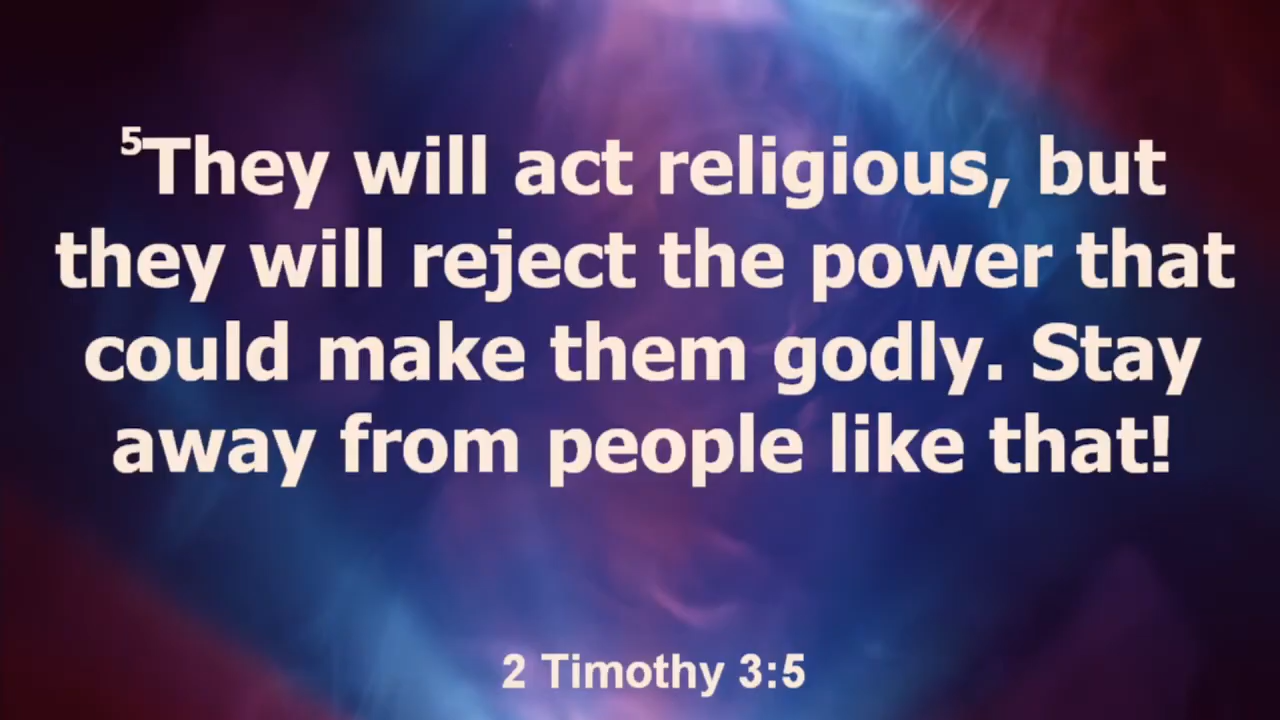 ⁵They will act religious, but
they will reject the power that
could make them godly. Stay
away from people like that!
2 Timothy 3:5